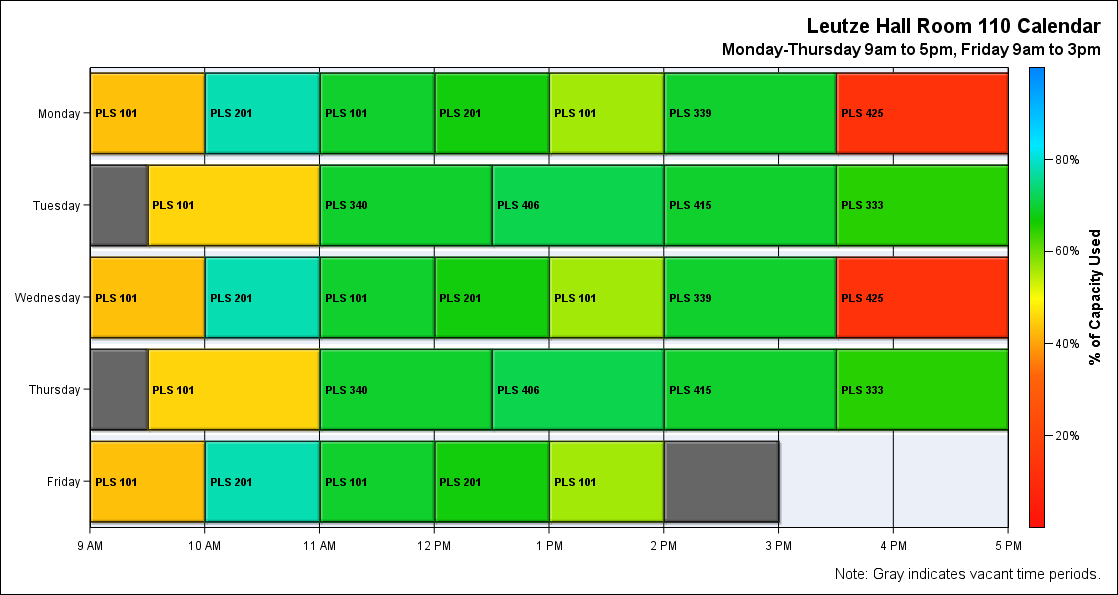 Leutze Hall Room 110 Calendar
Monday-Thursday 9am to 5pm, Friday 9am to 3pm
Monday
PLS 101
PLS 201
PLS 101
PLS 201
PLS 101
PLS 339
PLS 425
Tuesday
PLS 101
PLS 340
PLS 406
PLS 415
PLS 333
Wednesday
PLS 101
PLS 201
PLS 101
PLS 201
PLS 101
PLS 339
PLS 425
Thursday
PLS 101
PLS 340
PLS 406
PLS 415
PLS 333
Friday
PLS 101
PLS 201
PLS 101
PLS 201
PLS 101
9 AM
10 AM
11 AM
12 PM
1 PM
2 PM
3 PM
4 PM
5 PM
80%
60%
40%
20%
% of Capacity Used
Note: Gray indicates vacant time periods.